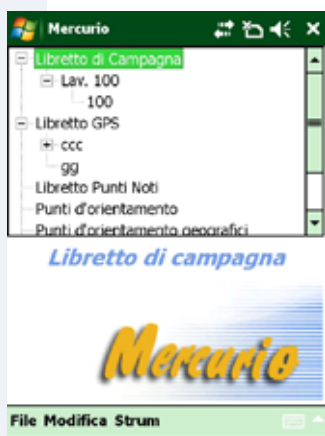 Mercurio
Libretto di Campagna
Lav. 100
100
Libretto GPS
ccc
gg
Libretto Punti Noti
Punti d'orientamento
Punti d'orientamento geografici
Libretto di campagna
Mercurio
File Modifica Strum